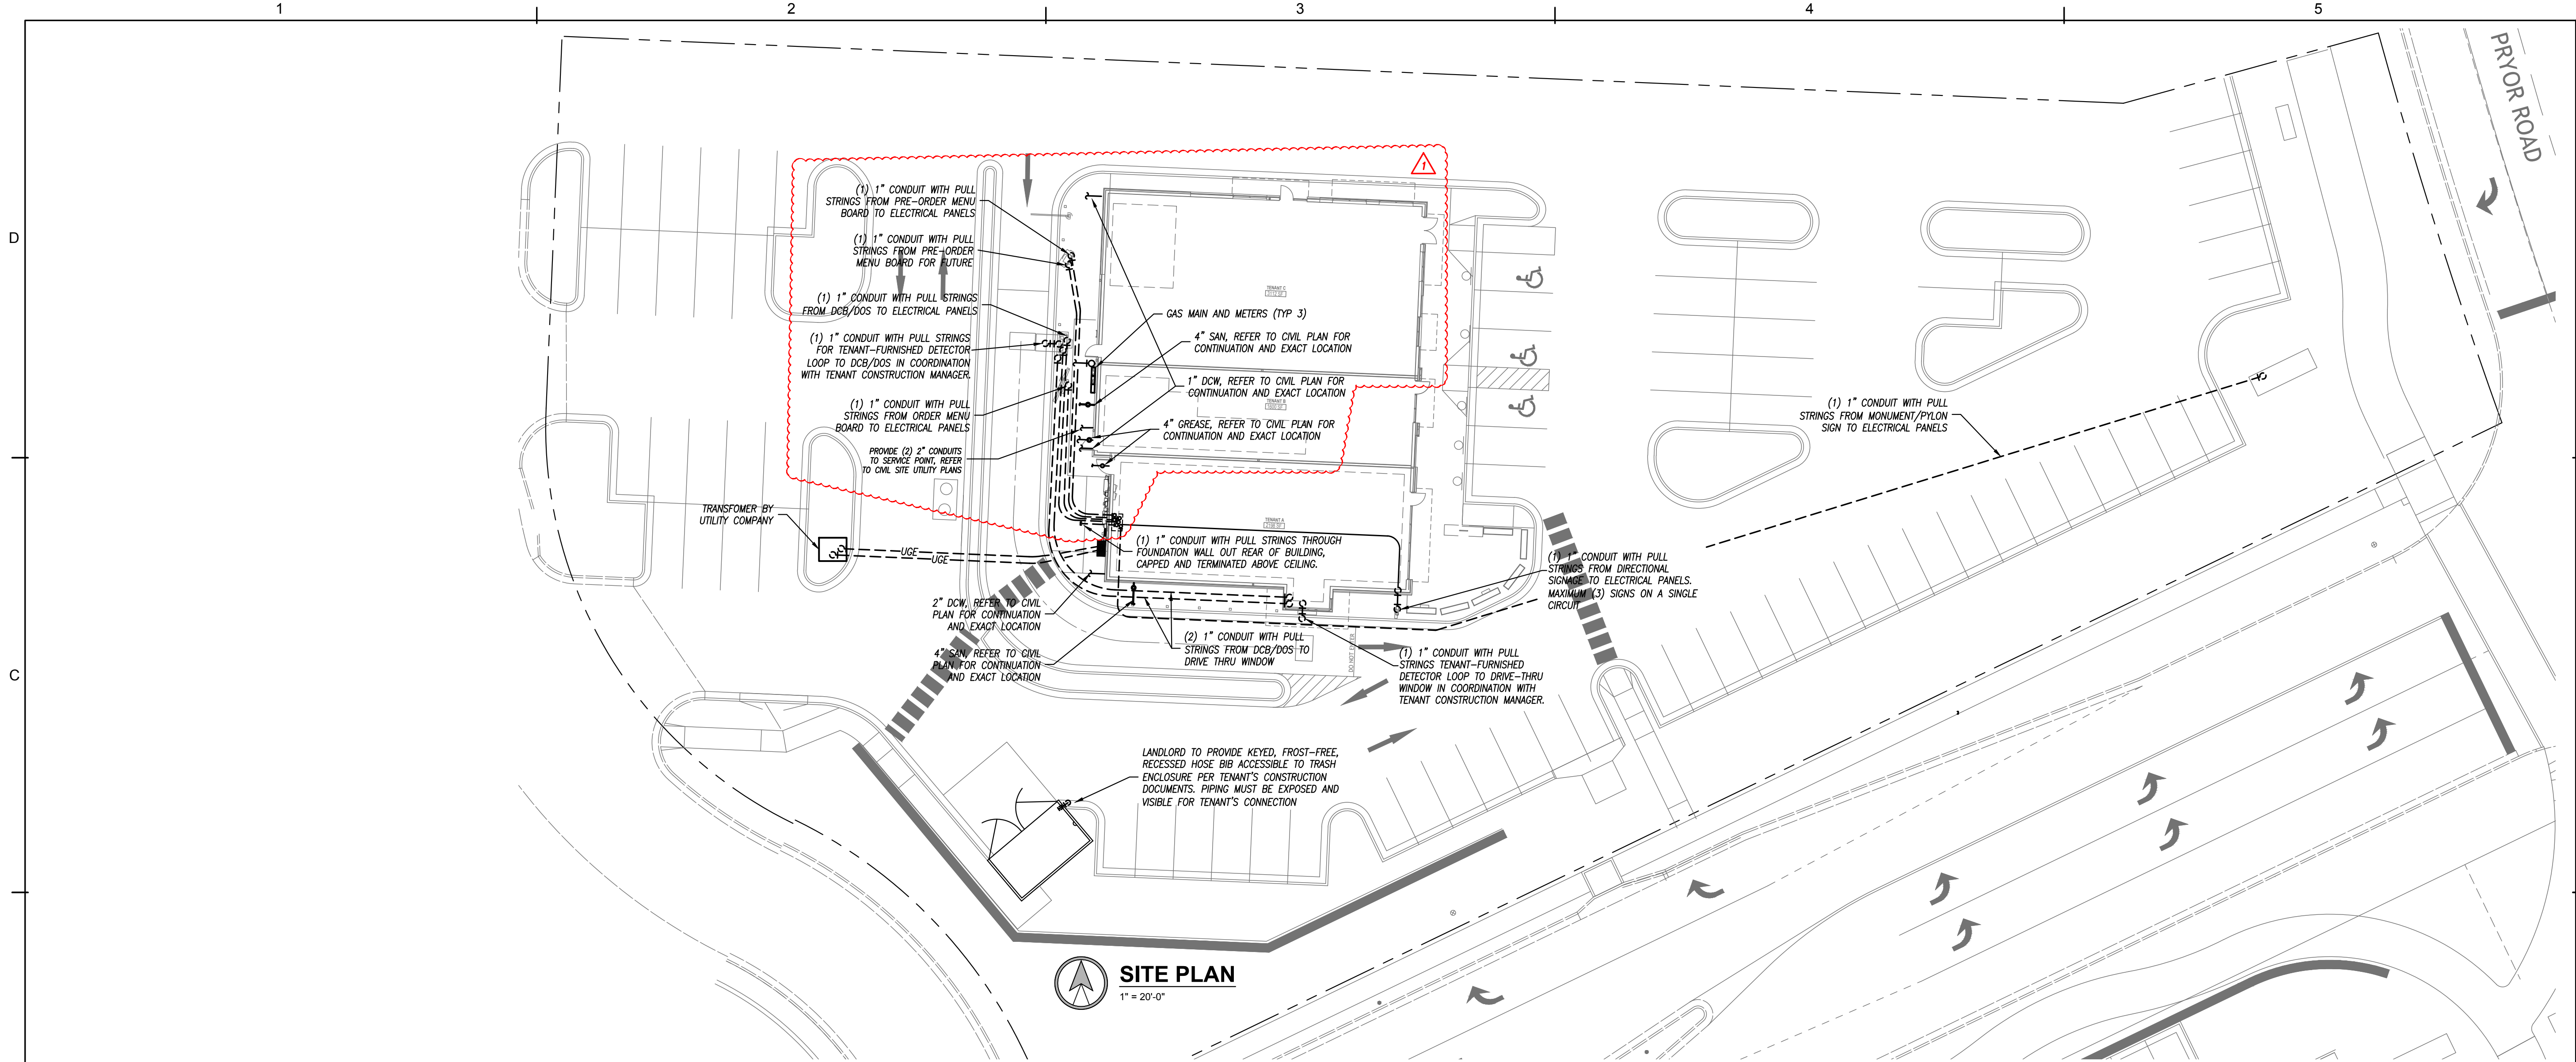 1
2
3
4
5
D
C
PRYOR ROAD
1
(1) 1" CONDUIT WITH PULL
STRINGS FROM PRE-ORDER MENU
BOARD TO ELECTRICAL PANELS
(1) 1" CONDUIT WITH PULL
STRINGS FROM PRE-ORDER
MENU BOARD FOR FUTURE
(1) 1" CONDUIT WITH PULL STRINGS
FROM DCB/DOS TO ELECTRICAL PANELS
(1) 1" CONDUIT WITH PULL STRINGS
FOR TENANT-FURNISHED DETECTOR
LOOP TO DCB/DOS IN COORDINATION
WITH TENANT CONSTRUCTION MANAGER.
(1) 1" CONDUIT WITH PULL
STRINGS FROM ORDER MENU
BOARD TO ELECTRICAL PANELS
PROVIDE (2) 2" CONDUITS
TO SERVICE POINT, REFER
TO CIVIL SITE UTILITY PLANS
TRANSFOMER BY
UTILITY COMPANY
UGE
UGE
TENANT C
GAS MAIN AND METERS (TYP 3)
4" SAN, REFER TO CIVIL PLAN FOR
CONTINUATION AND EXACT LOCATION
1" DCW, REFER TO CIVIL PLAN FOR
CONTINUATION AND EXACT LOCATION
TENANT B
4" GREASE, REFER TO CIVIL PLAN FOR
CONTINUATION AND EXACT LOCATION
TENANT A
(1) 1" CONDUIT WITH PULL STRINGS THROUGH
FOUNDATION WALL OUT REAR OF BUILDING,
CAPPED AND TERMINATED ABOVE CEILING.
(1) 1" CONDUIT WITH PULL
STRINGS FROM MONUMENT/PYLON
SIGN TO ELECTRICAL PANELS
(1) 1" CONDUIT WITH PULL
STRINGS FROM DIRECTIONAL
SIGNAGE TO ELECTRICAL PANELS.
MAXIMUM (3) SIGNS ON A SINGLE
CIRCUIT
2" DCW, REFER TO CIVIL
PLAN FOR CONTINUATION
AND EXACT LOCATION
4" SAN, REFER TO CIVIL
PLAN FOR CONTINUATION
AND EXACT LOCATION
(2) 1" CONDUIT WITH PULL
STRINGS FROM DCB/DOS TO
DRIVE THRU WINDOW
DO NOT ENTER
(1) 1" CONDUIT WITH PULL
STRINGS TENANT-FURNISHED
DETECTOR LOOP TO DRIVE-THRU
WINDOW IN COORDINATION WITH
TENANT CONSTRUCTION MANAGER.
LANDLORD TO PROVIDE KEYED, FROST-FREE,
RECESSED HOSE BIB ACCESSIBLE TO TRASH
ENCLOSURE PER TENANT'S CONSTRUCTION
DOCUMENTS. PIPING MUST BE EXPOSED AND
VISIBLE FOR TENANT'S CONNECTION
SITE PLAN
1" = 20'-0"